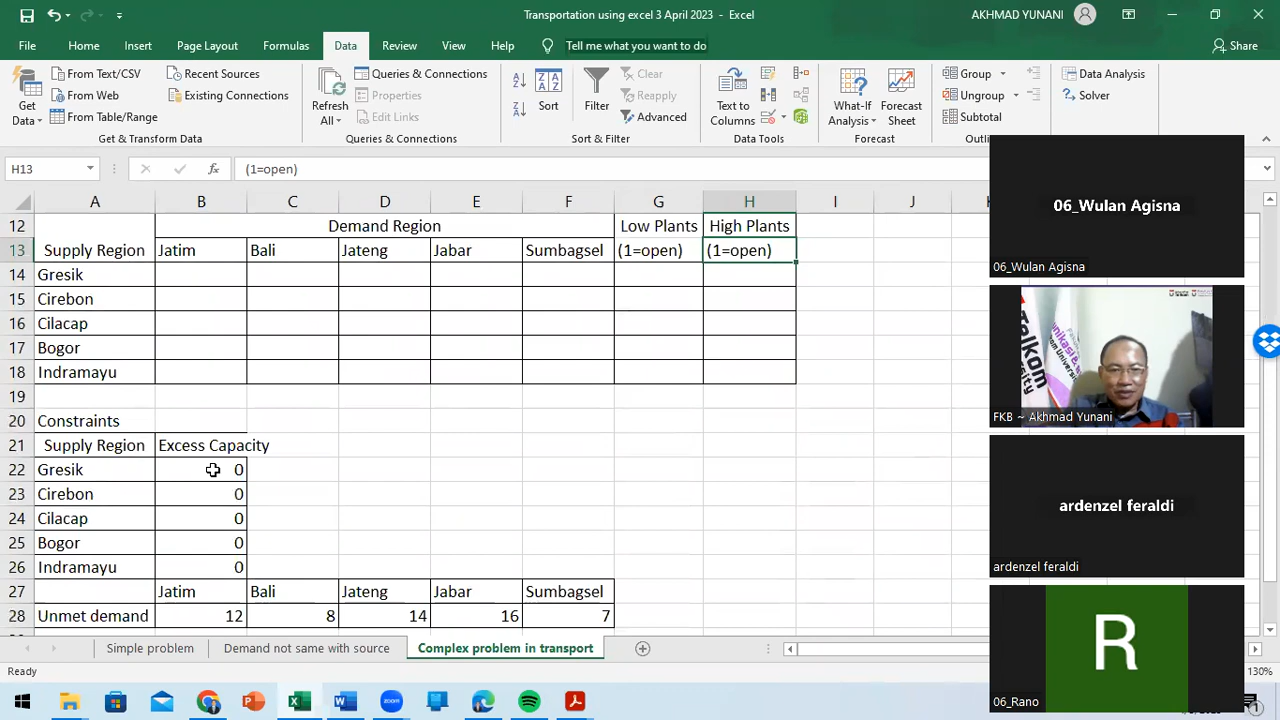 Transportation using excel 3 April 2023 - Excel
AKHMAD YUNANI
File Home Insert Page Layout Formulas Data Review View Help Tell me what you want to do Share
Get Data
From Text/CSV
From Web
From Table/Range
Recent Sources
Existing Connections
Get & Transform Data
Refresh All
Queries & Connections
Properties
Edit Links
Queries & Connections
Sort
Filter
Clear
Reapply
Advanced
Sort & Filter
Text to Columns
Data Tools
What-If Analysis
Forecast Sheet
Forecast
Group
Ungroup
Subtotal
Data Analysis
Solver
H13 fx (1=open)
A B C D E F G H I J
12 Demand Region Low Plants High Plants
13 Supply Region Jatim Bali Jateng Jabar Sumbagsel (1=open) (1=open)
14 Gresik
15 Cirebon
16 Cilacap
17 Bogor
18 Indramayu
19
20 Constraints
21 Supply Region Excess Capacity
22 Gresik 0
23 Cirebon 0
24 Cilacap 0
25 Bogor 0
26 Indramayu 0
27 Jatim Bali Jateng Jabar Sumbagsel
28 Unmet demand 12 8 14 16 7
Simple problem Demand not same with source Complex problem in transport
Ready
130%
06_Wulan Agisna
06_Wulan Agisna
FKB ~ Akhmad Yunani
ardenzel feraldi
ardenzel feraldi
R
06_Rano
zoom